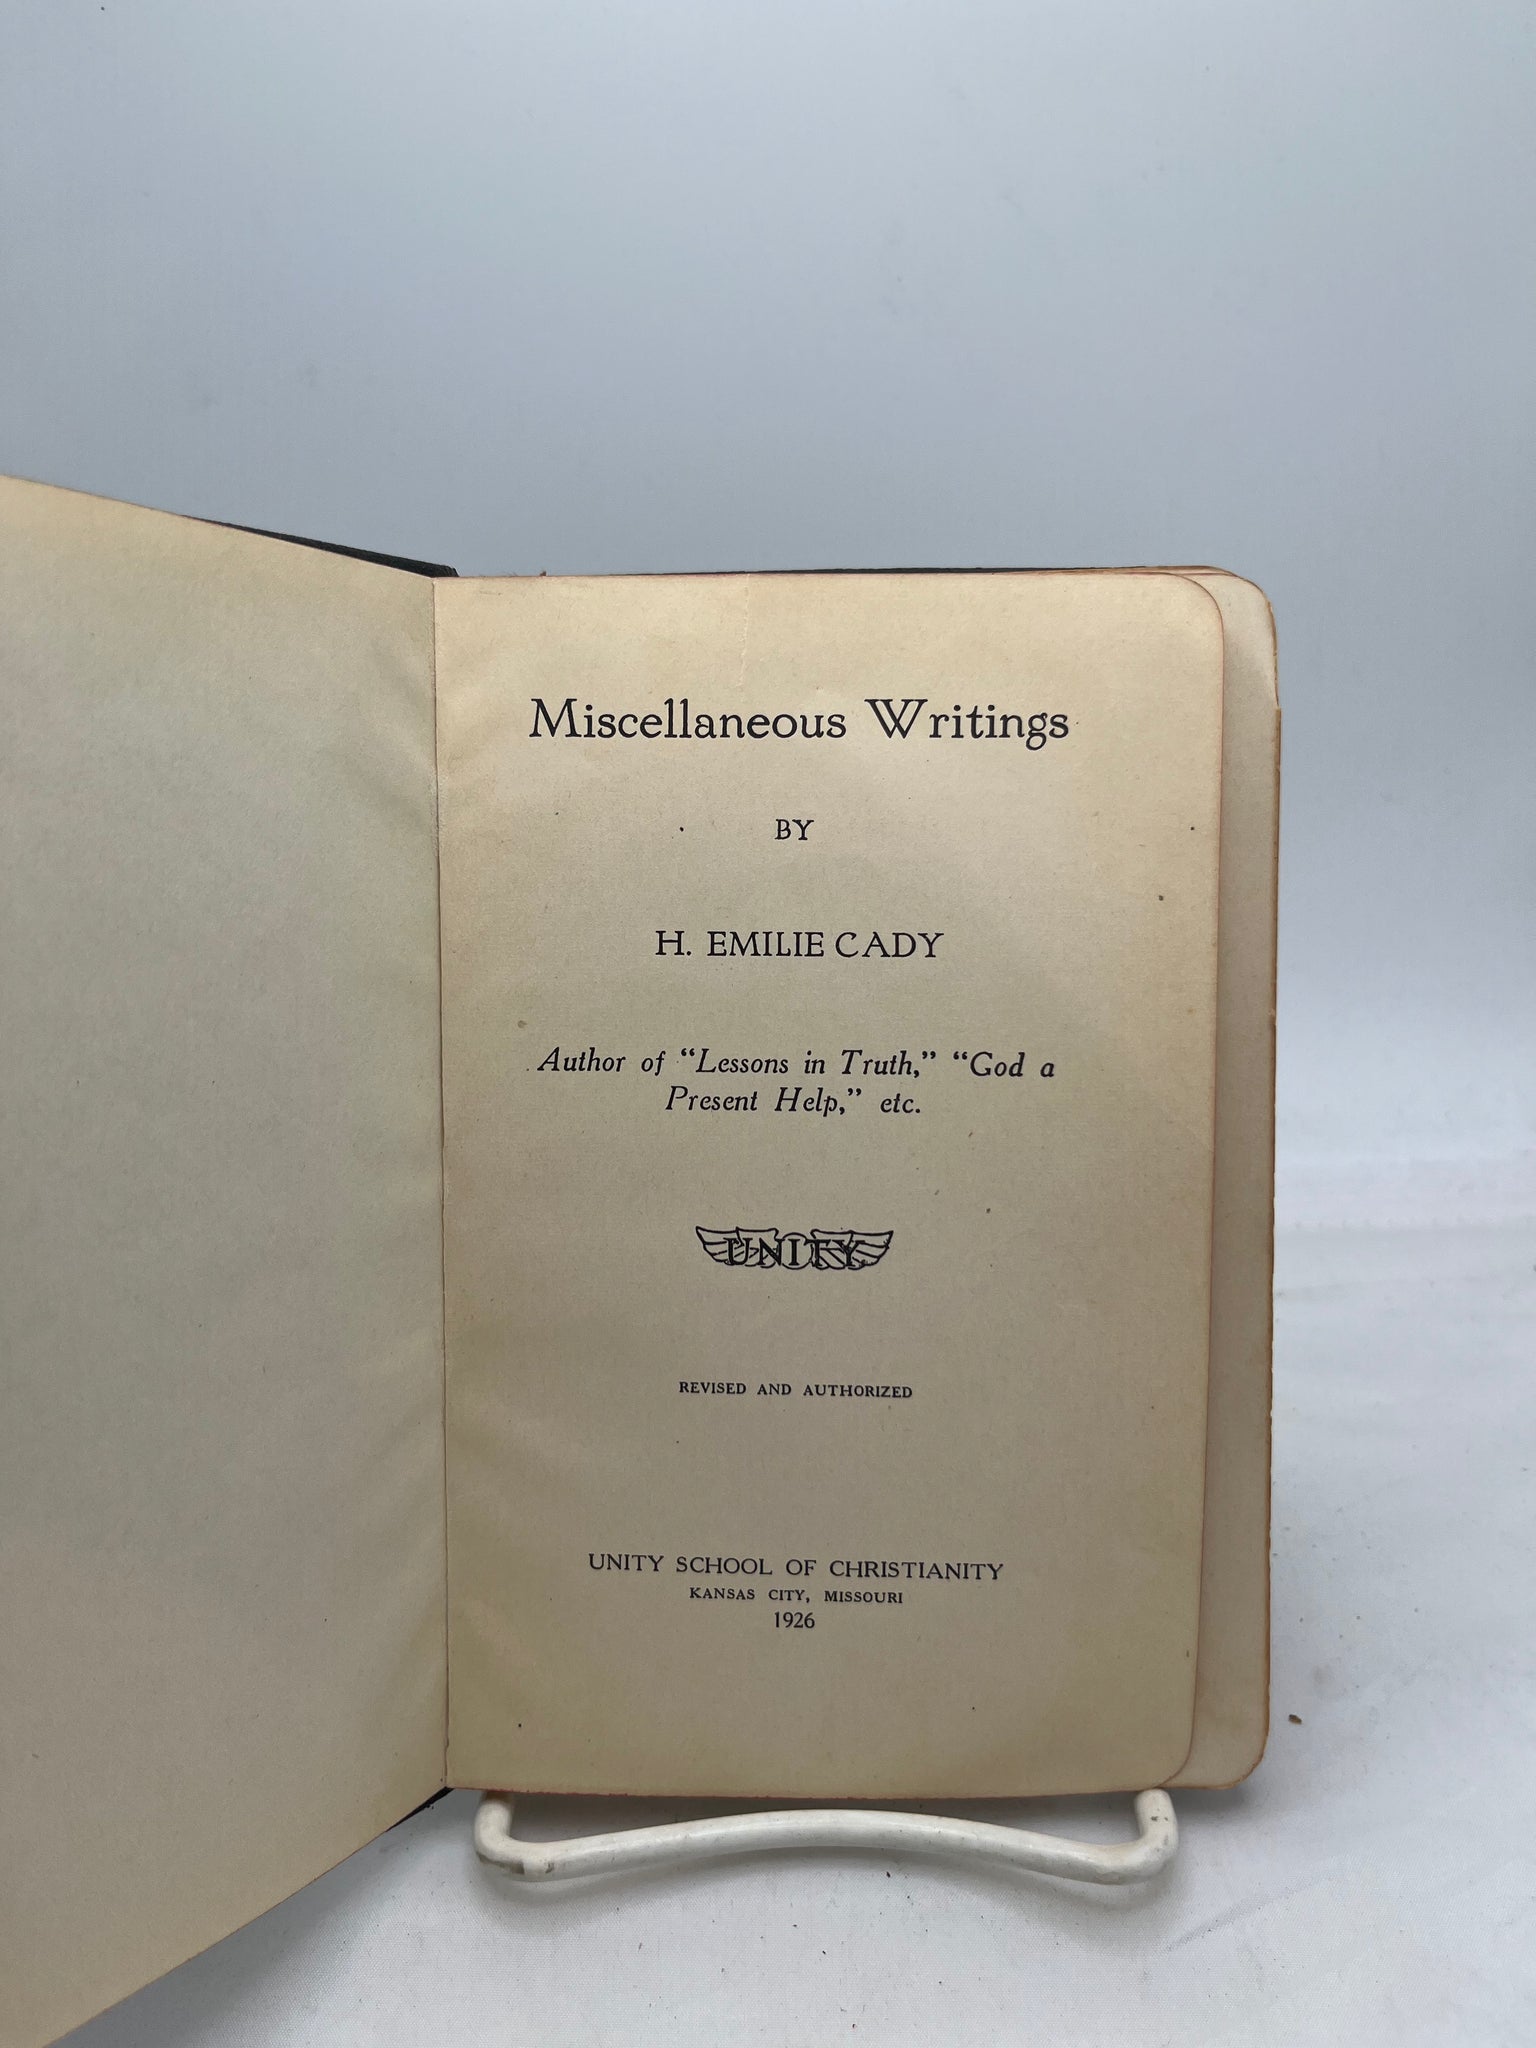 Miscellaneous Writings
BY
H. EMILIE CADY
Author of "Lessons in Truth," "God a
Present Help," etc.
UNITY
REVISED AND AUTHORIZED
UNITY SCHOOL OF CHRISTIANITY
KANSAS CITY, MISSOURI
1926